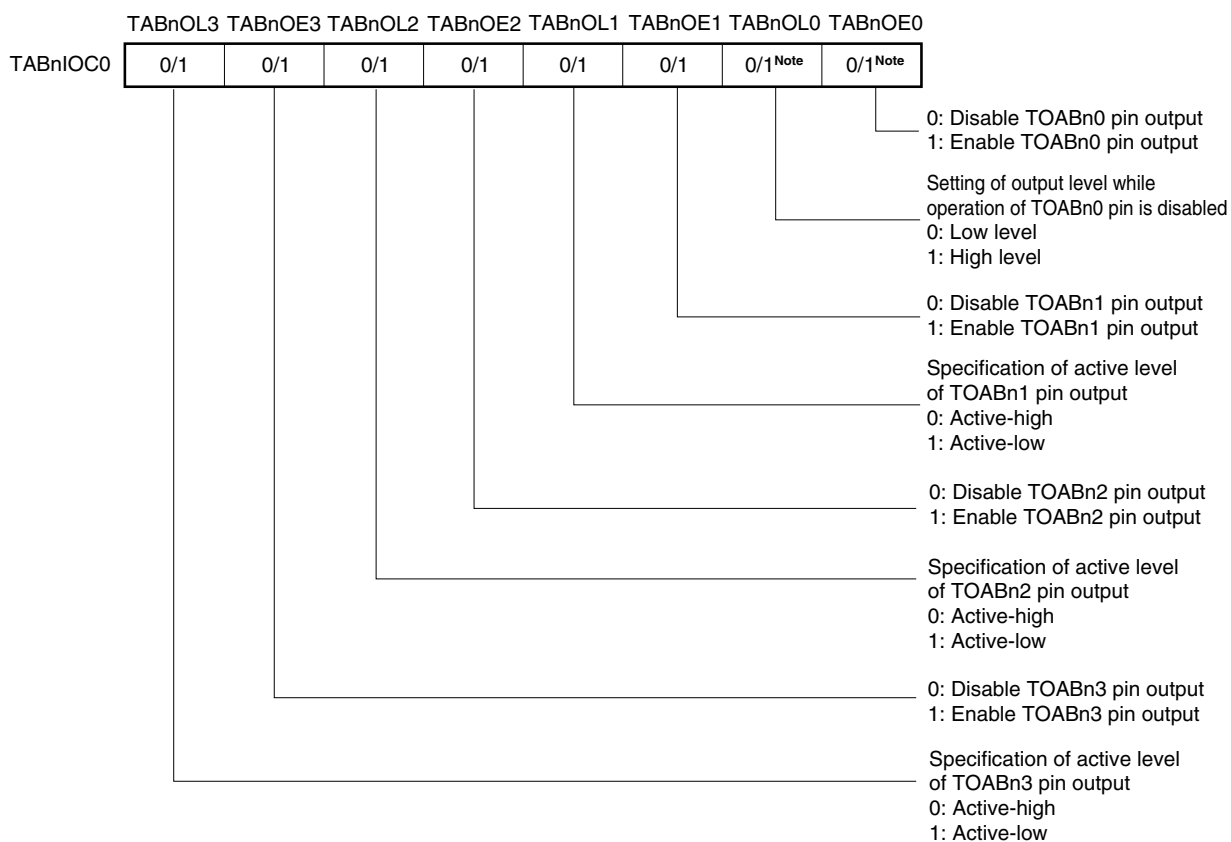 TABnOL3 TABnOE3 TABnOL2 TABnOE2 TABnOL1 TABnOE1 TABnOL0 TABnOE0
TABnIOC0 0/1 0/1 0/1 0/1 0/1 0/1 0/1Note 0/1Note
0: Disable TOABn0 pin output
1: Enable TOABn0 pin output
Setting of output level while
operation of TOABn0 pin is disabled
0: Low level
1: High level
0: Disable TOABn1 pin output
1: Enable TOABn1 pin output
Specification of active level
of TOABn1 pin output
0: Active-high
1: Active-low
0: Disable TOABn2 pin output
1: Enable TOABn2 pin output
Specification of active level
of TOABn2 pin output
0: Active-high
1: Active-low
0: Disable TOABn3 pin output
1: Enable TOABn3 pin output
Specification of active level
of TOABn3 pin output
0: Active-high
1: Active-low